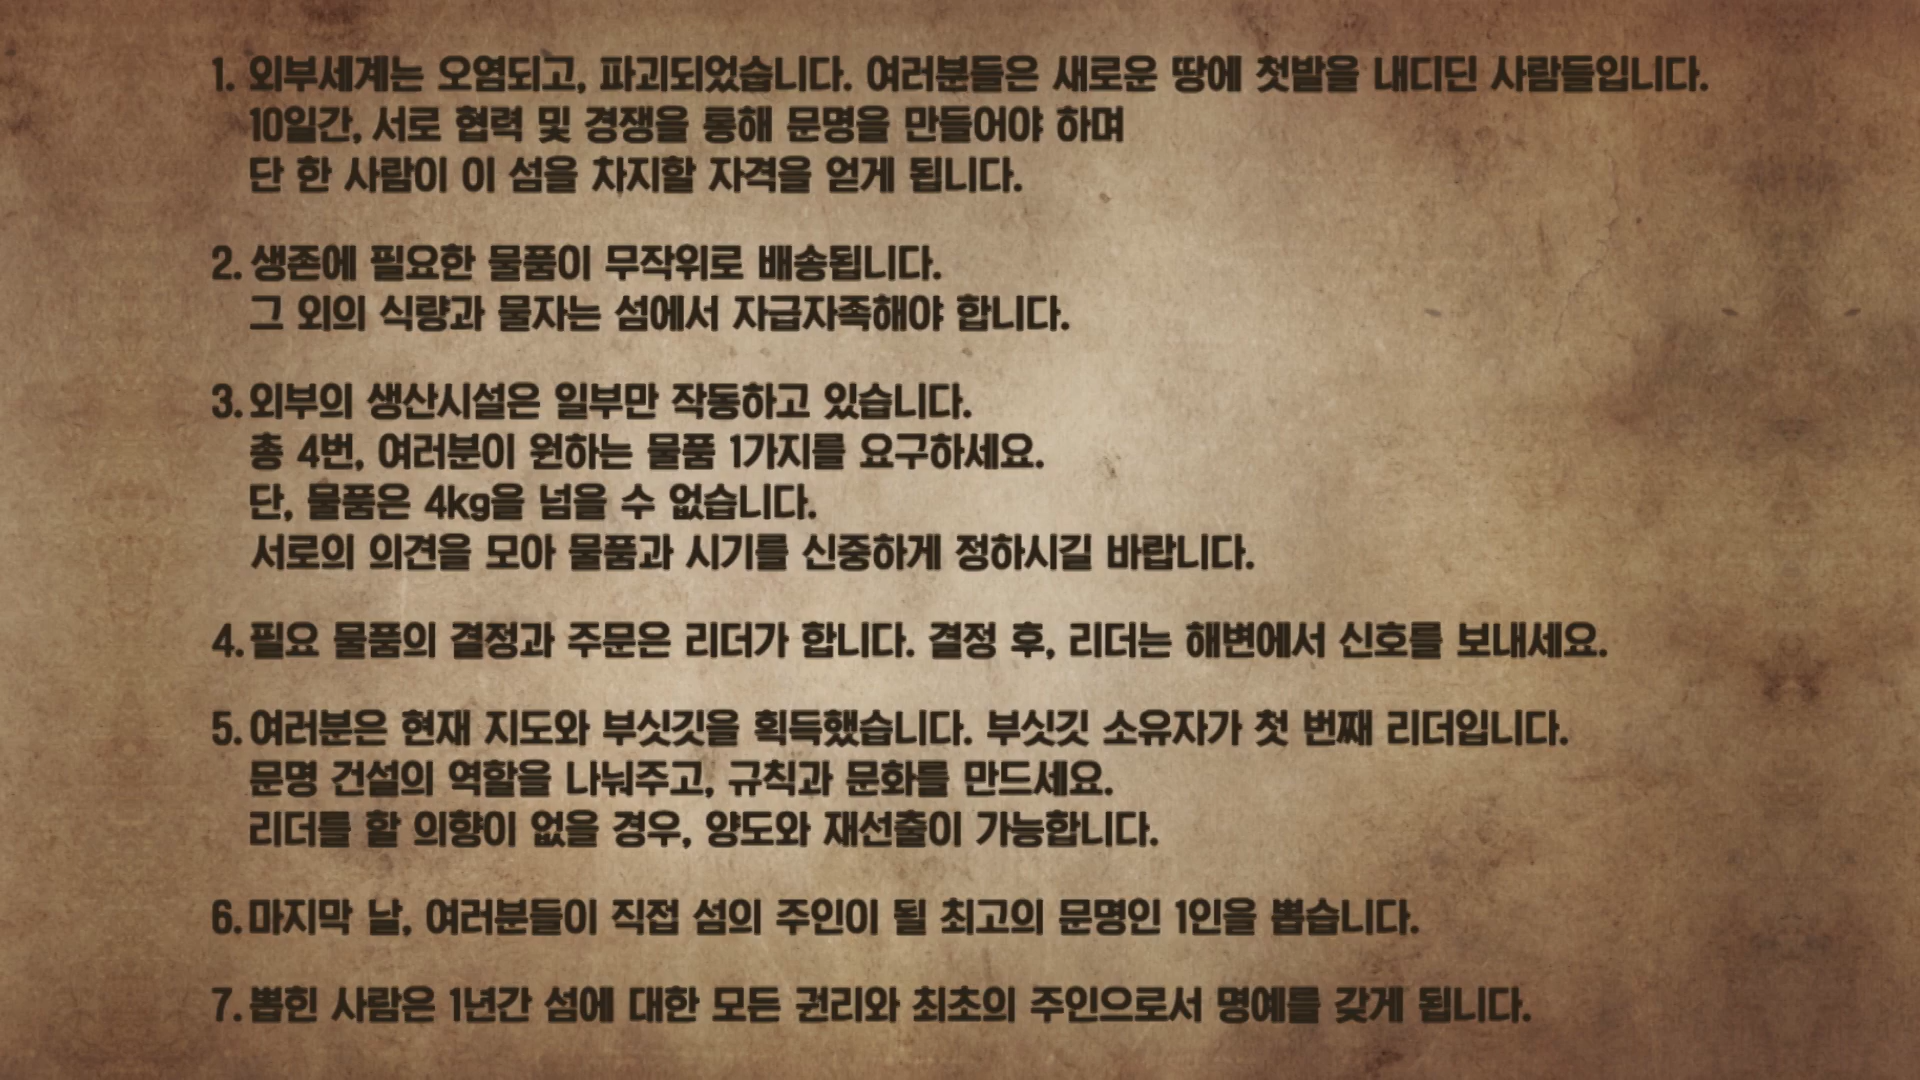 1. 외부세계는 오염되고, 파괴되었습니다. 여러분들은 새로운 땅에 첫발을 내디딘 사람들입니다.
10일간, 서로 협력 및 경쟁을 통해 문명을 만들어야 하며
단 한 사람이 이 섬을 차지할 자격을 얻게 됩니다.
2. 생존에 필요한 물품이 무작위로 배송됩니다.
그 외의 식량과 물자는 섬에서 자급자족해야 합니다.
3. 외부의 생산시설은 일부만 작동하고 있습니다.
총 4번, 여러분이 원하는 물품 1가지를 요구하세요.
단, 물품은 4kg을 넘을 수 없습니다.
서로의 의견을 모아 물품과 시기를 신중하게 정하시길 바랍니다.
4. 필요 물품의 결정과 주문은 리더가 합니다. 결정 후, 리더는 해변에서 신호를 보내세요.
5. 여러분은 현재 지도와 부싯깃을 획득했습니다. 부싯깃 소유자가 첫 번째 리더입니다.
문명 건설의 역할을 나눠주고, 규칙과 문화를 만드세요.
리더를 할 의향이 없을 경우, 양도와 재선출이 가능합니다.
6. 마지막 날, 여러분들이 직접 섬의 주인이 될 최고의 문명인 1인을 뽑습니다.
7. 뽑힌 사람은 1년간 섬에 대한 모든 권리와 최초의 주인으로서 명예를 갖게 됩니다.